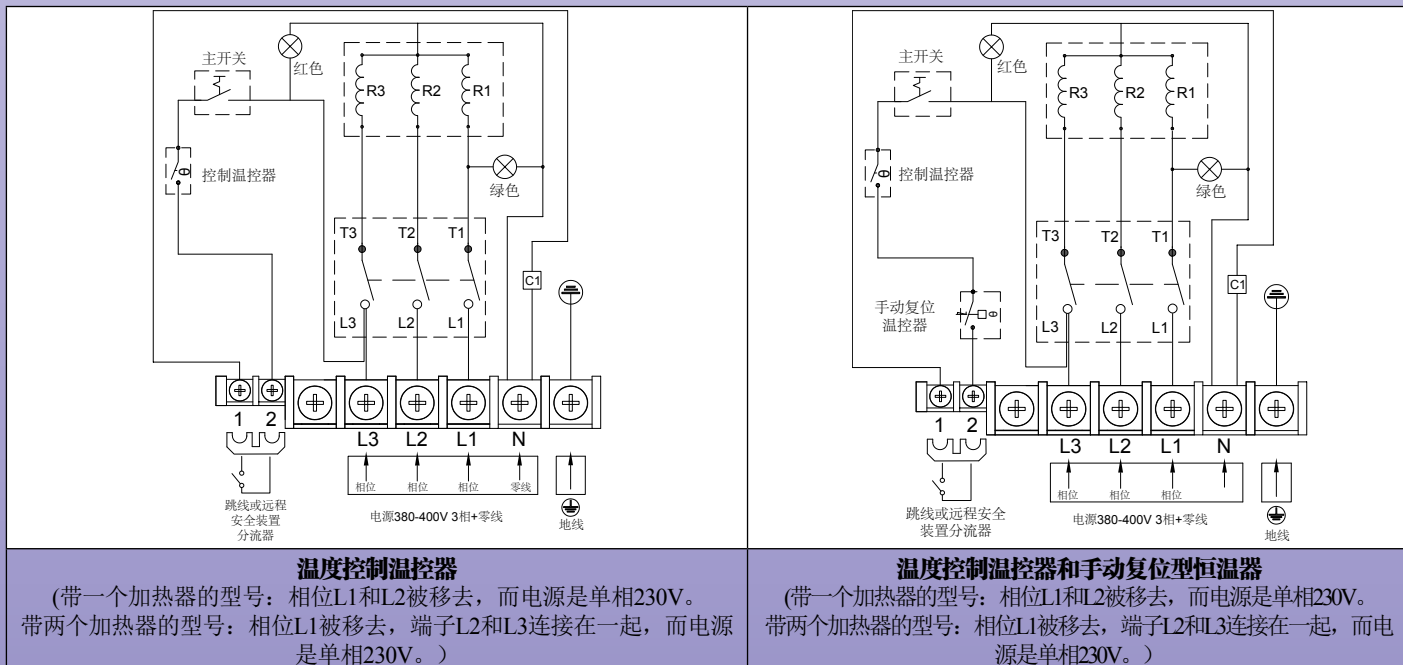 主开关
红色
R3 R2 R1
θ
控制温控器
绿色
T3 T2 T1
C1
L3 L2 L1
1 2
L3 L2 L1 N
相位 相位 相位 零线
跳线或远程
安全装置
分流器
电源380-400V 3相+零线
地线
温度控制温控器
(带一个加热器的型号：相位L1和L2被移去，而电源是单相230V。
带两个加热器的型号：相位L1被移去，端子L2和L3连接在一起，而电源
是单相230V。)
主开关
红色
R3 R2 R1
θ
控制温控器
绿色
T3 T2 T1
C1
手动复位
温控器
θ
L3 L2 L1
1 2
L3 L2 L1 N
相位 相位 相位
跳线或远程安全
装置分流器
电源380-400V 3相+零线
地线
温度控制温控器和手动复位型恒温器
(带一个加热器的型号：相位L1和L2被移去，而电源是单相230V。
带两个加热器的型号：相位L1被移去，端子L2和L3连接在一起，而电
源是单相230V。)